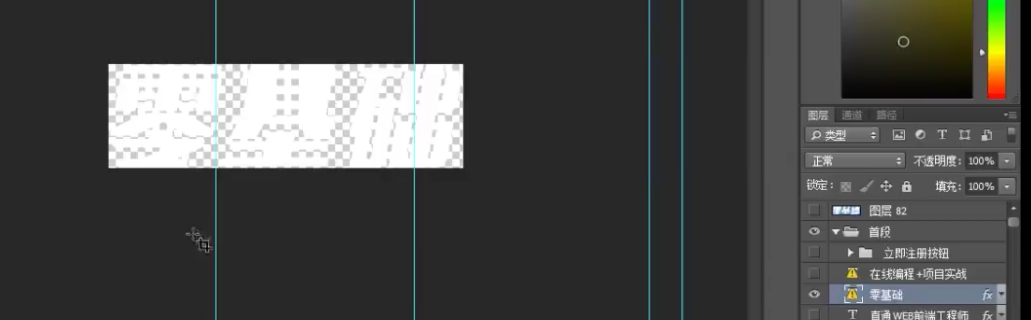 零基础
图层 通道 路径
类型
正常 不透明度: 100%
锁定: 填充: 100%
图层 82
首段
立即注册按钮
在线编程+项目实战
零基础 fx
T 直通WEB前端工程师 fx